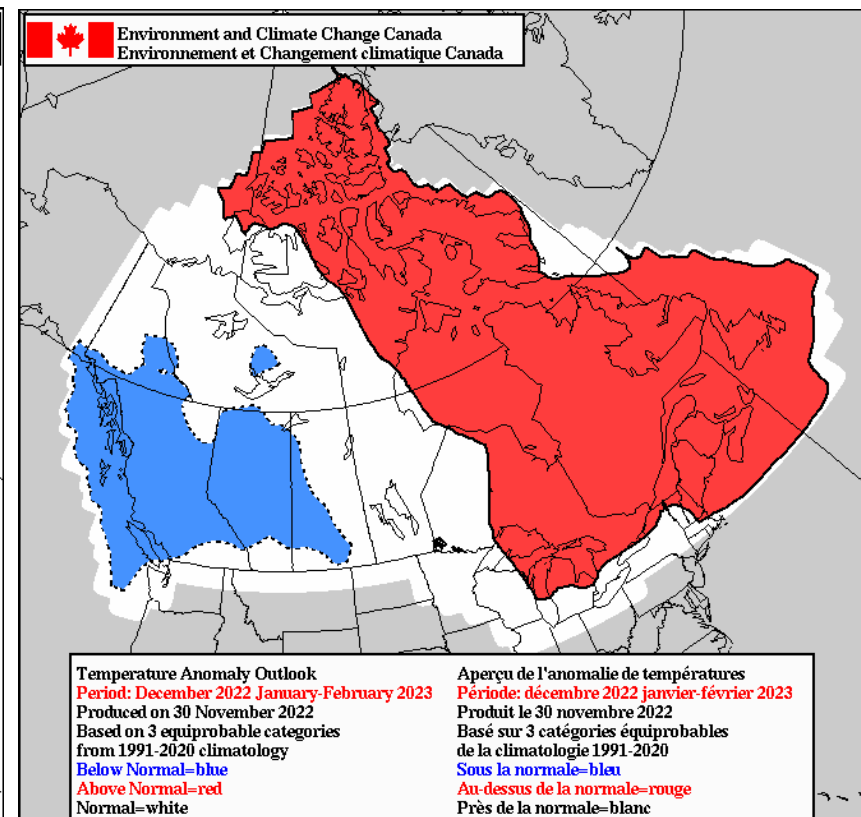 Environment and Climate Change Canada
Environnement et Changement climatique Canada
Temperature Anomaly Outlook
Period: December 2022 January-February 2023
Produced on 30 November 2022
Based on 3 equiprobable categories
from 1991-2020 climatology
Below Normal=blue
Above Normal=red
Normal=white
Aperçu de l'anomalie de températures
Période: décembre 2022 janvier-février 2023
Produit le 30 novembre 2022
Basé sur 3 catégories équiprobables
de la climatologie 1991-2020
Sous la normale=bleu
Au-dessus de la normale=rouge
Près de la normale=blanc